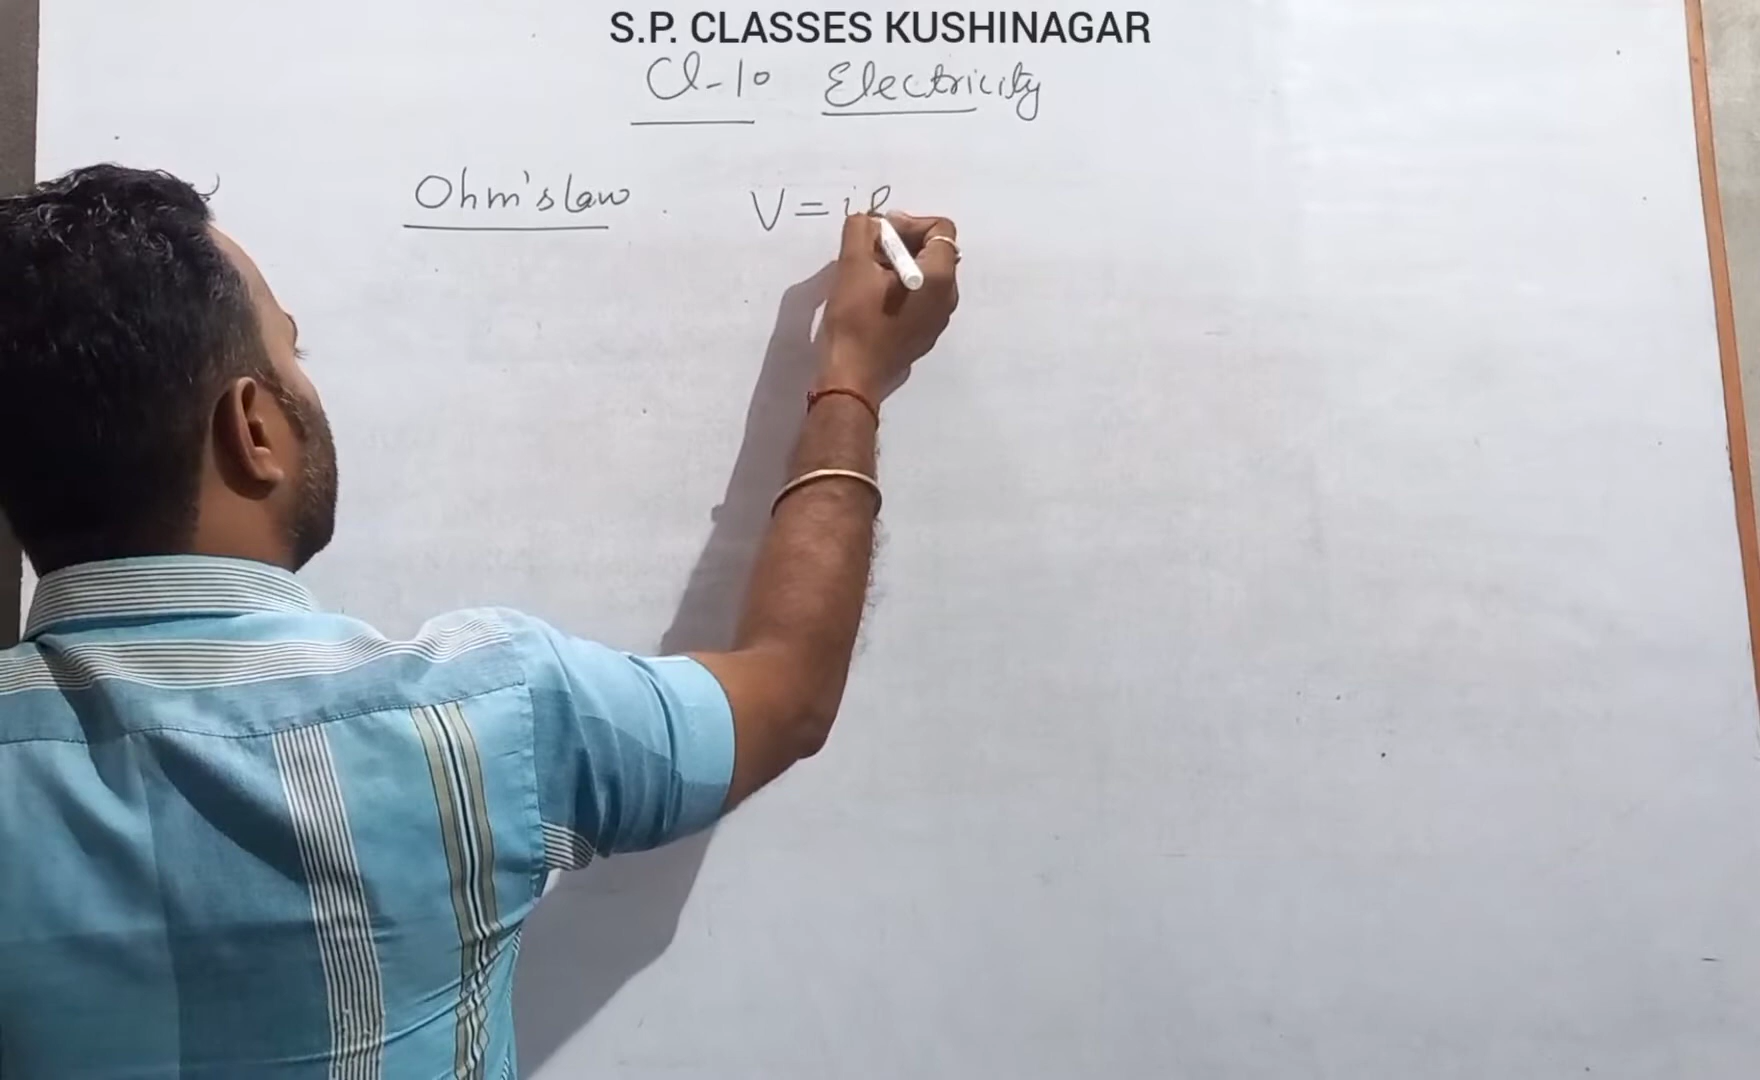 S.P. CLASSES KUSHINAGAR
Cl-10 Electricity
Ohm's law . V = iR